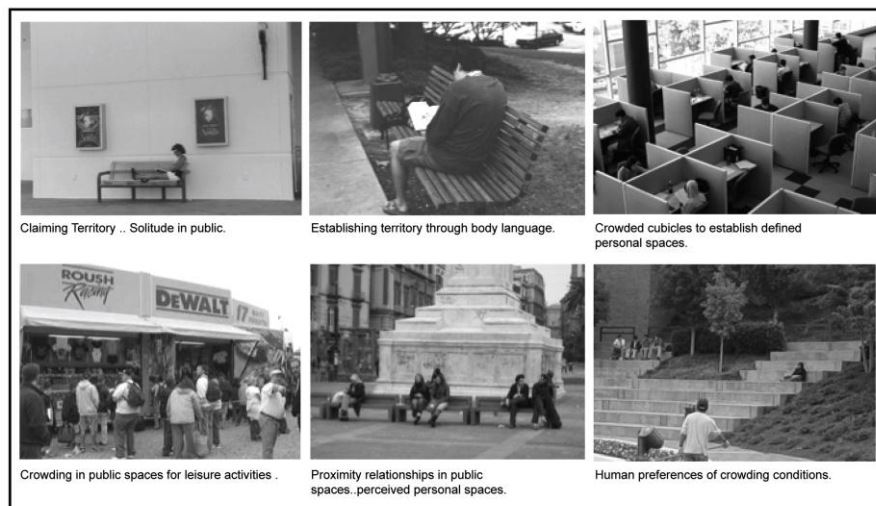 Claiming Territory .. Solitude in public.
Establishing territory through body language.
Crowded cubicles to establish defined
personal spaces.
ROUSH
Racing
DEWALT
17
Crowding in public spaces for leisure activities .
Proximity relationships in public
spaces..perceived personal spaces.
Human preferences of crowding conditions.